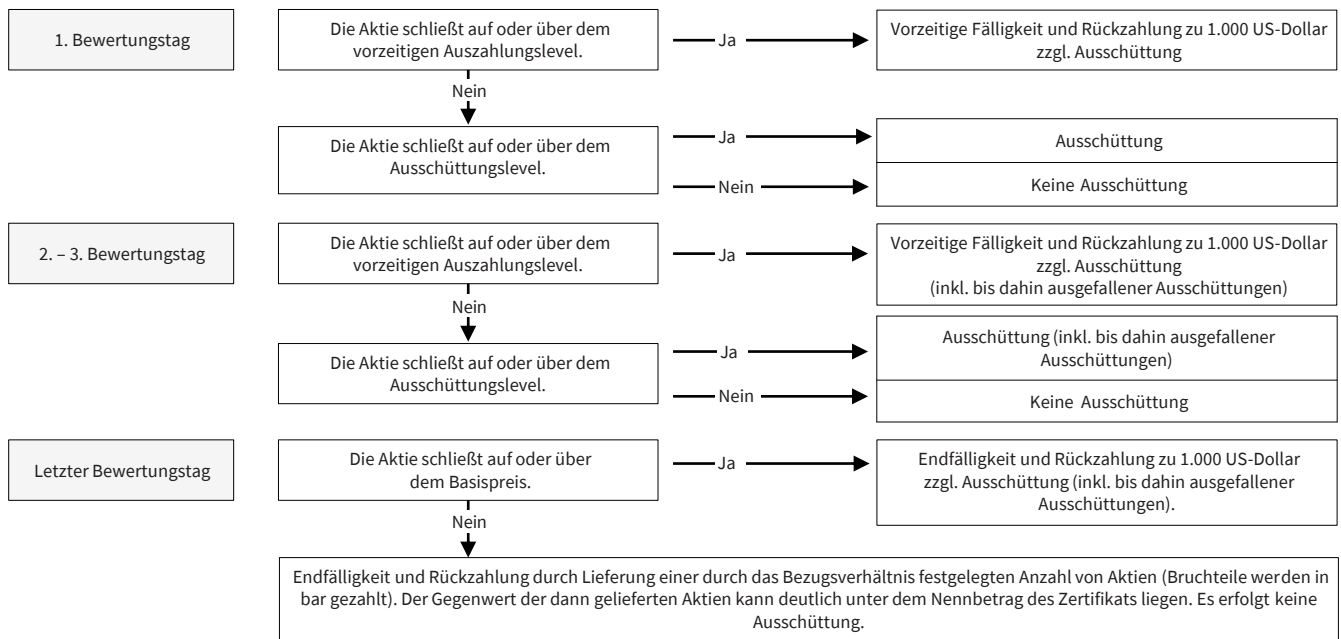 1. Bewertungstag
Die Aktie schließt auf oder über dem
vorzeitigen Auszahlungslevel.
Ja
Vorzeitige Fälligkeit und Rückzahlung zu 1.000 US-Dollar
zzgl. Ausschüttung
Nein
Die Aktie schließt auf oder über dem
Ausschüttungslevel.
Ja
Ausschüttung
Nein
Keine Ausschüttung
2. – 3. Bewertungstag
Die Aktie schließt auf oder über dem
vorzeitigen Auszahlungslevel.
Ja
Vorzeitige Fälligkeit und Rückzahlung zu 1.000 US-Dollar
zzgl. Ausschüttung
(inkl. bis dahin ausgefallener Ausschüttungen)
Nein
Die Aktie schließt auf oder über dem
Ausschüttungslevel.
Ja
Ausschüttung (inkl. bis dahin ausgefallener
Ausschüttungen)
Nein
Keine Ausschüttung
Letzter Bewertungstag
Die Aktie schließt auf oder über
dem Basispreis.
Ja
Endfälligkeit und Rückzahlung zu 1.000 US-Dollar
zzgl. Ausschüttung (inkl. bis dahin ausgefallener
Ausschüttungen).
Nein
Endfälligkeit und Rückzahlung durch Lieferung einer durch das Bezugsverhältnis festgelegten Anzahl von Aktien (Bruchteile werden in
bar gezahlt). Der Gegenwert der dann gelieferten Aktien kann deutlich unter dem Nennbetrag des Zertifikats liegen. Es erfolgt keine
Ausschüttung.